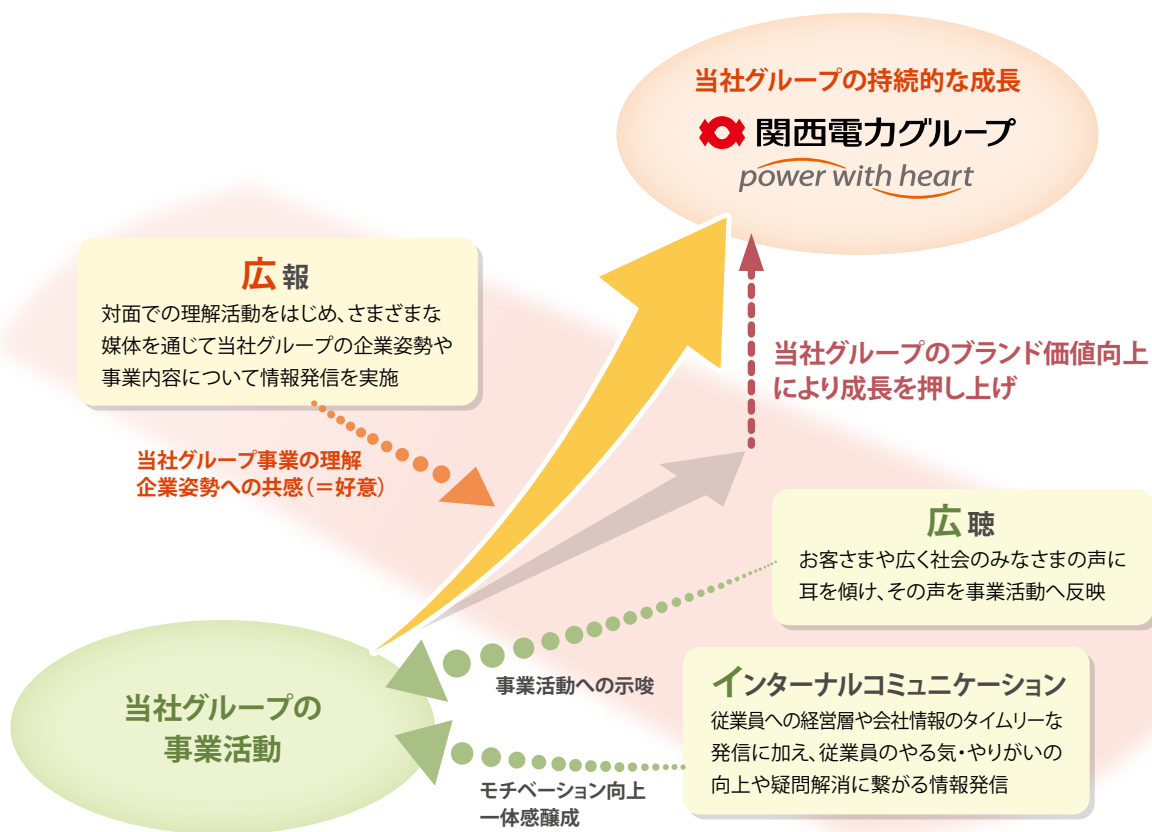 当社グループの持続的な成長
関西電力グループ
power with heart
広報
対面での理解活動をはじめ、さまざまな
媒体を通じて当社グループの企業姿勢や
事業内容について情報発信を実施
当社グループのブランド価値向上
により成長を押し上げ
当社グループ事業の理解
企業姿勢への共感(=好意)
広聴
お客さまや広く社会のみなさまの声に
耳を傾け、その声を事業活動へ反映
事業活動への示唆
インターナルコミュニケーション
従業員への経営層や会社情報のタイムリーな
発信に加え、従業員のやる気・やりがいの
向上や疑問解消に繋がる情報発信
当社グループの
事業活動
モチベーション向上
一体感醸成